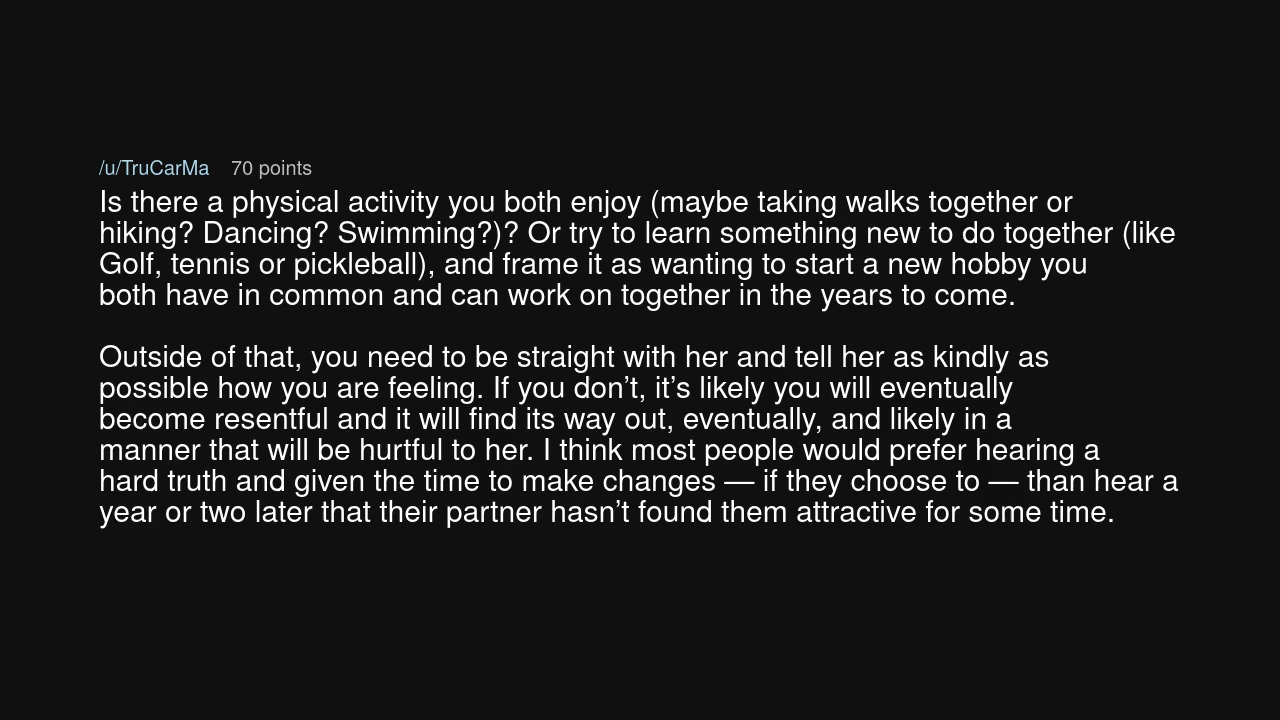 /u/TruCarMa 70 points
Is there a physical activity you both enjoy (maybe taking walks together or
hiking? Dancing? Swimming?)? Or try to learn something new to do together (like
Golf, tennis or pickleball), and frame it as wanting to start a new hobby you
both have in common and can work on together in the years to come.
Outside of that, you need to be straight with her and tell her as kindly as
possible how you are feeling. If you don’t, it’s likely you will eventually
become resentful and it will find its way out, eventually, and likely in a
manner that will be hurtful to her. I think most people would prefer hearing a
hard truth and given the time to make changes — if they choose to — than hear a
year or two later that their partner hasn’t found them attractive for some time.